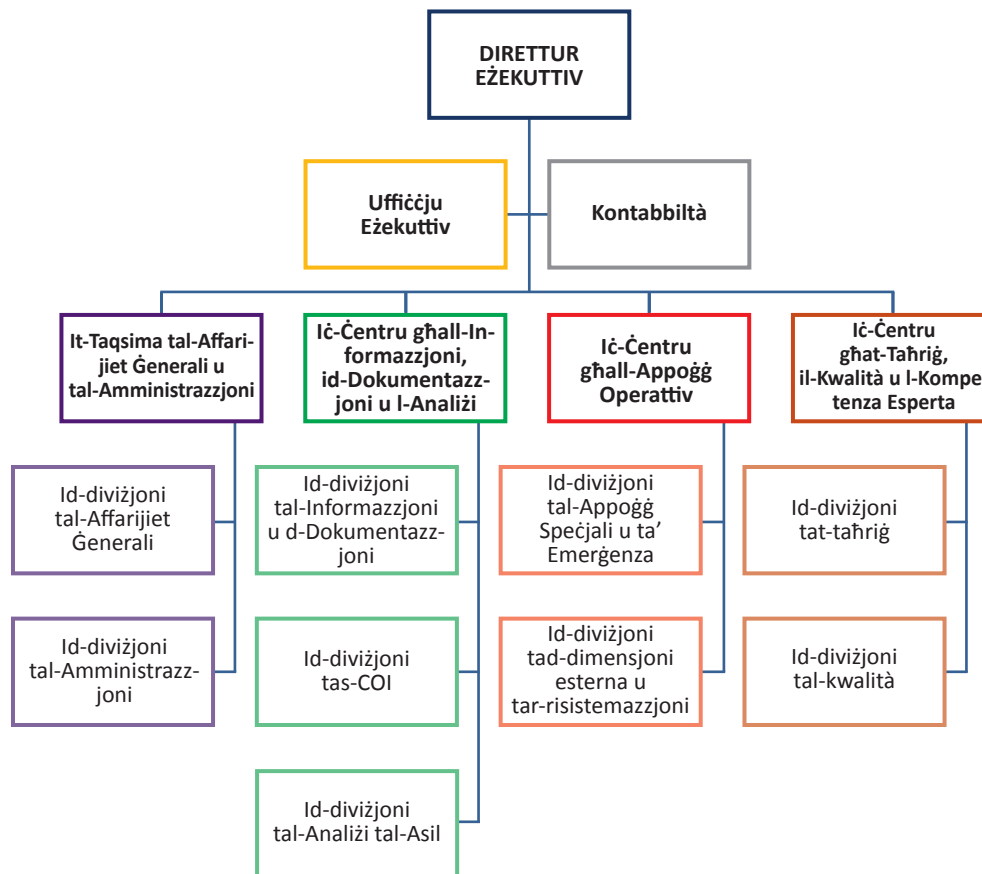 DIRETTUR
EŻEKUTTIV
Uffiċċju
Eżekuttiv
Kontabbiltà
It-Taqsima tal-Affari-
jiet Ġenerali u
tal-Amministrazzjoni
Iċ-Ċentru għall-In-
formazzjoni,
id-Dokumentazz-
joni u l-Analiżi
Iċ-Ċentru
għall-Appoġġ
Operattiv
Iċ-Ċentru
għat-Taħriġ,
il-Kwalità u l-Kompe
tenza Esperta
Id-diviżjoni
tal-Affarijiet
Ġenerali
Id-diviżjoni
tal-Informazzjoni
u d-Dokumentazz-
joni
Id-diviżjoni
tal-Appoġġ
Speċjali u ta’
Emerġenza
Id-diviżjoni
tat-taħriġ
Id-diviżjoni
tal-Amministrazz-
joni
Id-diviżjoni
tas-COI
Id-diviżjoni
tad-dimensjoni
esterna u
tar-risistemazzjoni
Id-diviżjoni
tal-kwalità
Id-diviżjoni
tal-Analiżi tal-Asil